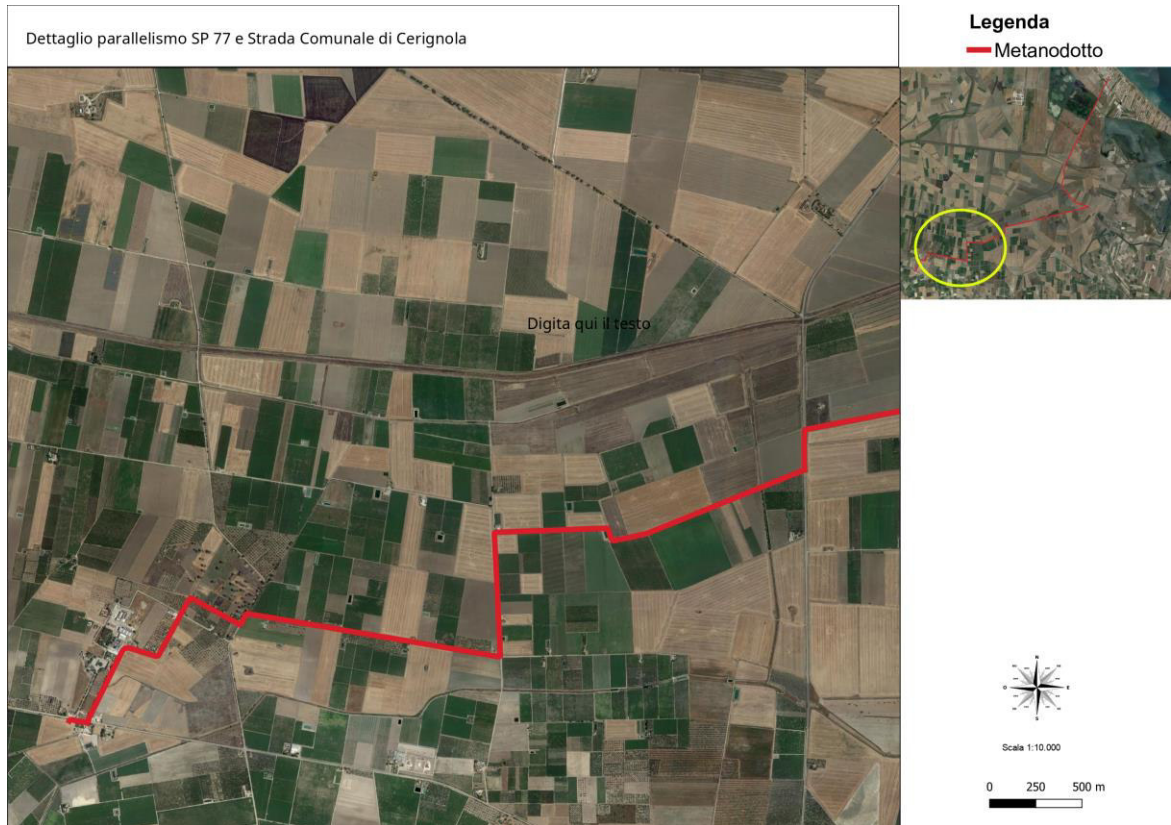 Dettaglio parallelismo SP 77 e Strada Comunale di Cerignola
Legenda
Metanodotto
Digita qui il testo
N
O
E
S
Scala 1:10.000
0 250 500 m